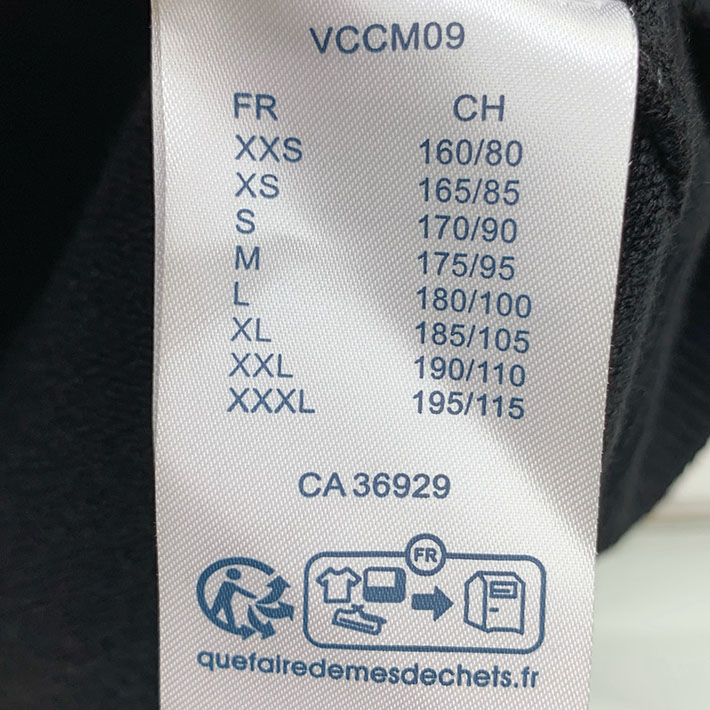 VCCM09
FR CH
XXS 160/80
XS 165/85
S 170/90
M 175/95
L 180/100
XL 185/105
XXL 190/110
XXXL 195/115
CA 36929
FR
quefairedemesdechets.fr